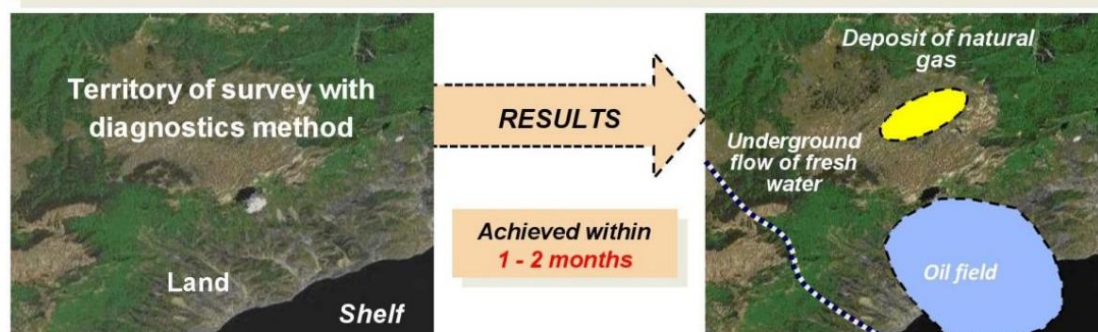 Territory of survey with
diagnostics method
Land
Shelf
RESULTS
Achieved within
1 - 2 months
Deposit of natural
gas
Underground
flow of fresh
water
Oil field